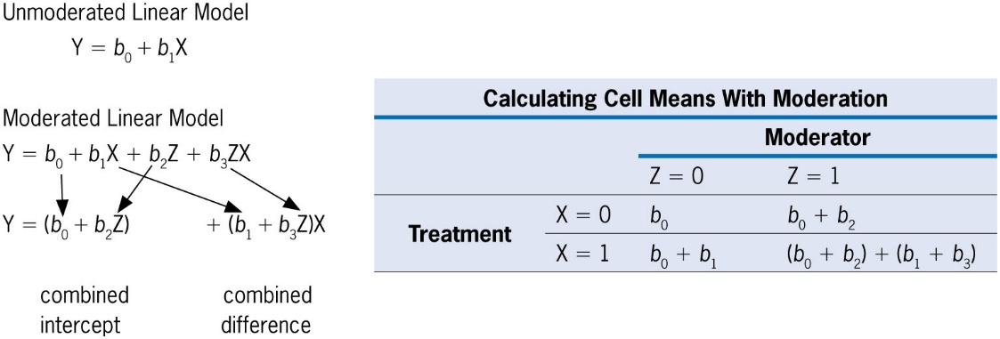 Unmoderated Linear Model
Y = b₀ + b₁X
Moderated Linear Model
Y = b₀ + b₁X + b₂Z + b₃ZX
Y = (b₀ + b₂Z) + (b₁ + b₃Z)X
combined combined
intercept difference
Calculating Cell Means With Moderation
Moderator
Z = 0 Z = 1
Treatment
X = 0 b₀ b₀ + b₂
X = 1 b₀ + b₁ (b₀ + b₂) + (b₁ + b₃)